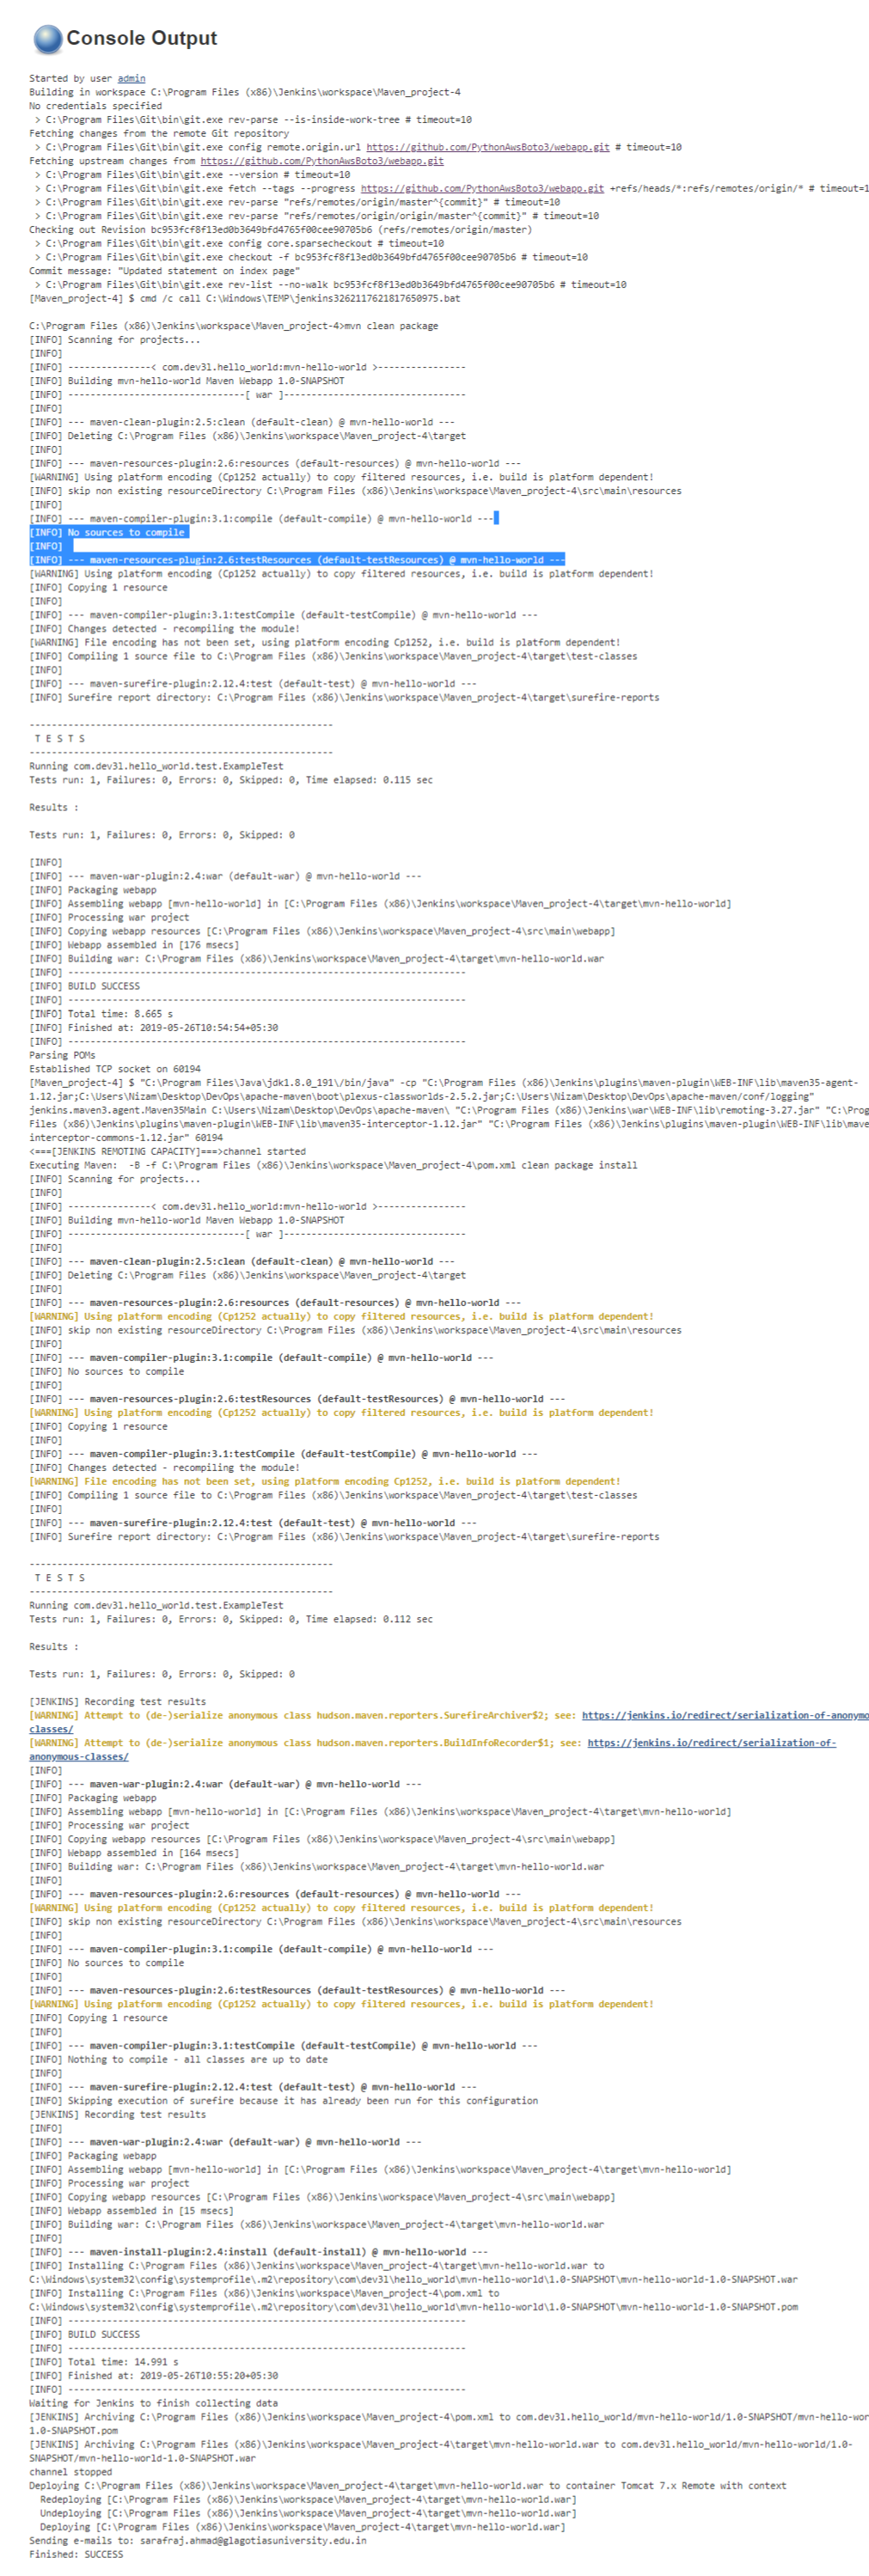 Console Output
Started by user admin
Building in workspace C:\Program Files (x86)\Jenkins\workspace\Maven_project-4
No credentials specified
> C:\Program Files\Git\bin\git.exe rev-parse --is-inside-work-tree # timeout=10
Fetching changes from the remote Git repository
> C:\Program Files\Git\bin\git.exe config remote.origin.url https://github.com/PythonAwsBoto3/webapp.git # timeout=10
Fetching upstream changes from https://github.com/PythonAwsBoto3/webapp.git
> C:\Program Files\Git\bin\git.exe --version # timeout=10
> C:\Program Files\Git\bin\git.exe fetch --tags --progress https://github.com/PythonAwsBoto3/webapp.git +refs/heads/*:refs/remotes/origin/* # timeout=1
> C:\Program Files\Git\bin\git.exe rev-parse "refs/remotes/origin/master^{commit}" # timeout=10
> C:\Program Files\Git\bin\git.exe rev-parse "refs/remotes/origin/origin/master^{commit}" # timeout=10
Checking out Revision bc953fcf8f13ed0b3649bfd4765f00cee90705b6 (refs/remotes/origin/master)
> C:\Program Files\Git\bin\git.exe config core.sparsecheckout # timeout=10
> C:\Program Files\Git\bin\git.exe checkout -f bc953fcf8f13ed0b3649bfd4765f00cee90705b6 # timeout=10
Commit message: "Updated statement on index page"
> C:\Program Files\Git\bin\git.exe rev-list --no-walk bc953fcf8f13ed0b3649bfd4765f00cee90705b6 # timeout=10
[Maven_project-4] $ cmd /c call C:\Windows\TEMP\jenkins3262117621817650975.bat
C:\Program Files (x86)\Jenkins\workspace\Maven_project-4>mvn clean package
[INFO] Scanning for projects...
[INFO]
[INFO] ---------------< com.dev3l.hello_world:mvn-hello-world >----------------
[INFO] Building mvn-hello-world Maven Webapp 1.0-SNAPSHOT
[INFO] --------------------------------[ war ]---------------------------------
[INFO]
[INFO] --- maven-clean-plugin:2.5:clean (default-clean) @ mvn-hello-world ---
[INFO] Deleting C:\Program Files (x86)\Jenkins\workspace\Maven_project-4\target
[INFO]
[INFO] --- maven-resources-plugin:2.6:resources (default-resources) @ mvn-hello-world ---
[WARNING] Using platform encoding (Cp1252 actually) to copy filtered resources, i.e. build is platform dependent!
[INFO] skip non existing resourceDirectory C:\Program Files (x86)\Jenkins\workspace\Maven_project-4\src\main\resources
[INFO]
[INFO] --- maven-compiler-plugin:3.1:compile (default-compile) @ mvn-hello-world ---
[INFO] No sources to compile
[INFO]
[INFO] --- maven-resources-plugin:2.6:testResources (default-testResources) @ mvn-hello-world ---
[WARNING] Using platform encoding (Cp1252 actually) to copy filtered resources, i.e. build is platform dependent!
[INFO] Copying 1 resource
[INFO]
[INFO] --- maven-compiler-plugin:3.1:testCompile (default-testCompile) @ mvn-hello-world ---
[INFO] Changes detected - recompiling the module!
[WARNING] File encoding has not been set, using platform encoding Cp1252, i.e. build is platform dependent!
[INFO] Compiling 1 source file to C:\Program Files (x86)\Jenkins\workspace\Maven_project-4\target\test-classes
[INFO]
[INFO] --- maven-surefire-plugin:2.12.4:test (default-test) @ mvn-hello-world ---
[INFO] Surefire report directory: C:\Program Files (x86)\Jenkins\workspace\Maven_project-4\target\surefire-reports
-------------------------------------------------------
T E S T S
-------------------------------------------------------
Running com.dev3l.hello_world.test.ExampleTest
Tests run: 1, Failures: 0, Errors: 0, Skipped: 0, Time elapsed: 0.115 sec
Results :
Tests run: 1, Failures: 0, Errors: 0, Skipped: 0
[INFO]
[INFO] --- maven-war-plugin:2.4:war (default-war) @ mvn-hello-world ---
[INFO] Packaging webapp
[INFO] Assembling webapp [mvn-hello-world] in [C:\Program Files (x86)\Jenkins\workspace\Maven_project-4\target\mvn-hello-world]
[INFO] Processing war project
[INFO] Copying webapp resources [C:\Program Files (x86)\Jenkins\workspace\Maven_project-4\src\main\webapp]
[INFO] Webapp assembled in [176 msecs]
[INFO] Building war: C:\Program Files (x86)\Jenkins\workspace\Maven_project-4\target\mvn-hello-world.war
[INFO] ------------------------------------------------------------------------
[INFO] BUILD SUCCESS
[INFO] ------------------------------------------------------------------------
[INFO] Total time: 8.665 s
[INFO] Finished at: 2019-05-26T10:54:54+05:30
[INFO] ------------------------------------------------------------------------
Parsing POMs
Established TCP socket on 60194
[Maven_project-4] $ "C:\Program Files\Java\jdk1.8.0_191\/bin/java" -cp "C:\Program Files (x86)\Jenkins\plugins\maven-plugin\WEB-INF\lib\maven35-agent-
1.12.jar;C:\Users\Nizam\Desktop\DevOps\apache-maven\boot\plexus-classworlds-2.5.2.jar;C:\Users\Nizam\Desktop\DevOps\apache-maven/conf/logging"
jenkins.maven3.agent.Maven35Main C:\Users\Nizam\Desktop\DevOps\apache-maven\ "C:\Program Files (x86)\Jenkins\war\WEB-INF\lib\remoting-3.27.jar" "C:\Prog
Files (x86)\Jenkins\plugins\maven-plugin\WEB-INF\lib\maven35-interceptor-1.12.jar" "C:\Program Files (x86)\Jenkins\plugins\maven-plugin\WEB-INF\lib\mave
interceptor-commons-1.12.jar" 60194
<===[JENKINS REMOTING CAPACITY]===>channel started
Executing Maven:  -B -f C:\Program Files (x86)\Jenkins\workspace\Maven_project-4\pom.xml clean package install
[INFO] Scanning for projects...
[INFO]
[INFO] ---------------< com.dev3l.hello_world:mvn-hello-world >----------------
[INFO] Building mvn-hello-world Maven Webapp 1.0-SNAPSHOT
[INFO] --------------------------------[ war ]---------------------------------
[INFO]
[INFO] --- maven-clean-plugin:2.5:clean (default-clean) @ mvn-hello-world ---
[INFO] Deleting C:\Program Files (x86)\Jenkins\workspace\Maven_project-4\target
[INFO]
[INFO] --- maven-resources-plugin:2.6:resources (default-resources) @ mvn-hello-world ---
[WARNING] Using platform encoding (Cp1252 actually) to copy filtered resources, i.e. build is platform dependent!
[INFO] skip non existing resourceDirectory C:\Program Files (x86)\Jenkins\workspace\Maven_project-4\src\main\resources
[INFO]
[INFO] --- maven-compiler-plugin:3.1:compile (default-compile) @ mvn-hello-world ---
[INFO] No sources to compile
[INFO]
[INFO] --- maven-resources-plugin:2.6:testResources (default-testResources) @ mvn-hello-world ---
[WARNING] Using platform encoding (Cp1252 actually) to copy filtered resources, i.e. build is platform dependent!
[INFO] Copying 1 resource
[INFO]
[INFO] --- maven-compiler-plugin:3.1:testCompile (default-testCompile) @ mvn-hello-world ---
[INFO] Changes detected - recompiling the module!
[WARNING] File encoding has not been set, using platform encoding Cp1252, i.e. build is platform dependent!
[INFO] Compiling 1 source file to C:\Program Files (x86)\Jenkins\workspace\Maven_project-4\target\test-classes
[INFO]
[INFO] --- maven-surefire-plugin:2.12.4:test (default-test) @ mvn-hello-world ---
[INFO] Surefire report directory: C:\Program Files (x86)\Jenkins\workspace\Maven_project-4\target\surefire-reports
-------------------------------------------------------
T E S T S
-------------------------------------------------------
Running com.dev3l.hello_world.test.ExampleTest
Tests run: 1, Failures: 0, Errors: 0, Skipped: 0, Time elapsed: 0.112 sec
Results :
Tests run: 1, Failures: 0, Errors: 0, Skipped: 0
[JENKINS] Recording test results
[WARNING] Attempt to (de-)serialize anonymous class hudson.maven.reporters.SurefireArchiver$2; see: https://jenkins.io/redirect/serialization-of-anonymo
classes/
[WARNING] Attempt to (de-)serialize anonymous class hudson.maven.reporters.BuildInfoRecorder$1; see: https://jenkins.io/redirect/serialization-of-
anonymous-classes/
[INFO]
[INFO] --- maven-war-plugin:2.4:war (default-war) @ mvn-hello-world ---
[INFO] Packaging webapp
[INFO] Assembling webapp [mvn-hello-world] in [C:\Program Files (x86)\Jenkins\workspace\Maven_project-4\target\mvn-hello-world]
[INFO] Processing war project
[INFO] Copying webapp resources [C:\Program Files (x86)\Jenkins\workspace\Maven_project-4\src\main\webapp]
[INFO] Webapp assembled in [164 msecs]
[INFO] Building war: C:\Program Files (x86)\Jenkins\workspace\Maven_project-4\target\mvn-hello-world.war
[INFO]
[INFO] --- maven-resources-plugin:2.6:resources (default-resources) @ mvn-hello-world ---
[WARNING] Using platform encoding (Cp1252 actually) to copy filtered resources, i.e. build is platform dependent!
[INFO] skip non existing resourceDirectory C:\Program Files (x86)\Jenkins\workspace\Maven_project-4\src\main\resources
[INFO]
[INFO] --- maven-compiler-plugin:3.1:compile (default-compile) @ mvn-hello-world ---
[INFO] No sources to compile
[INFO]
[INFO] --- maven-resources-plugin:2.6:testResources (default-testResources) @ mvn-hello-world ---
[WARNING] Using platform encoding (Cp1252 actually) to copy filtered resources, i.e. build is platform dependent!
[INFO] Copying 1 resource
[INFO]
[INFO] --- maven-compiler-plugin:3.1:testCompile (default-testCompile) @ mvn-hello-world ---
[INFO] Nothing to compile - all classes are up to date
[INFO]
[INFO] --- maven-surefire-plugin:2.12.4:test (default-test) @ mvn-hello-world ---
[INFO] Skipping execution of surefire because it has already been run for this configuration
[JENKINS] Recording test results
[INFO]
[INFO] --- maven-war-plugin:2.4:war (default-war) @ mvn-hello-world ---
[INFO] Packaging webapp
[INFO] Assembling webapp [mvn-hello-world] in [C:\Program Files (x86)\Jenkins\workspace\Maven_project-4\target\mvn-hello-world]
[INFO] Processing war project
[INFO] Copying webapp resources [C:\Program Files (x86)\Jenkins\workspace\Maven_project-4\src\main\webapp]
[INFO] Webapp assembled in [15 msecs]
[INFO] Building war: C:\Program Files (x86)\Jenkins\workspace\Maven_project-4\target\mvn-hello-world.war
[INFO]
[INFO] --- maven-install-plugin:2.4:install (default-install) @ mvn-hello-world ---
[INFO] Installing C:\Program Files (x86)\Jenkins\workspace\Maven_project-4\target\mvn-hello-world.war to
C:\Windows\system32\config\systemprofile\.m2\repository\com\dev3l\hello_world\mvn-hello-world\1.0-SNAPSHOT\mvn-hello-world-1.0-SNAPSHOT.war
[INFO] Installing C:\Program Files (x86)\Jenkins\workspace\Maven_project-4\pom.xml to
C:\Windows\system32\config\systemprofile\.m2\repository\com\dev3l\hello_world\mvn-hello-world\1.0-SNAPSHOT\mvn-hello-world-1.0-SNAPSHOT.pom
[INFO] ------------------------------------------------------------------------
[INFO] BUILD SUCCESS
[INFO] ------------------------------------------------------------------------
[INFO] Total time: 14.991 s
[INFO] Finished at: 2019-05-26T10:55:20+05:30
[INFO] ------------------------------------------------------------------------
Waiting for Jenkins to finish collecting data
[JENKINS] Archiving C:\Program Files (x86)\Jenkins\workspace\Maven_project-4\pom.xml to com.dev3l.hello_world/mvn-hello-world/1.0-SNAPSHOT/mvn-hello-wor
1.0-SNAPSHOT.pom
[JENKINS] Archiving C:\Program Files (x86)\Jenkins\workspace\Maven_project-4\target\mvn-hello-world.war to com.dev3l.hello_world/mvn-hello-world/1.0-
SNAPSHOT/mvn-hello-world-1.0-SNAPSHOT.war
channel stopped
Deploying C:\Program Files (x86)\Jenkins\workspace\Maven_project-4\target\mvn-hello-world.war to container Tomcat 7.x Remote with context
Redeploying [C:\Program Files (x86)\Jenkins\workspace\Maven_project-4\target\mvn-hello-world.war]
Undeploying [C:\Program Files (x86)\Jenkins\workspace\Maven_project-4\target\mvn-hello-world.war]
Deploying [C:\Program Files (x86)\Jenkins\workspace\Maven_project-4\target\mvn-hello-world.war]
Sending e-mails to: sarafraj.ahmad@glagotiasuniversity.edu.in
Finished: SUCCESS